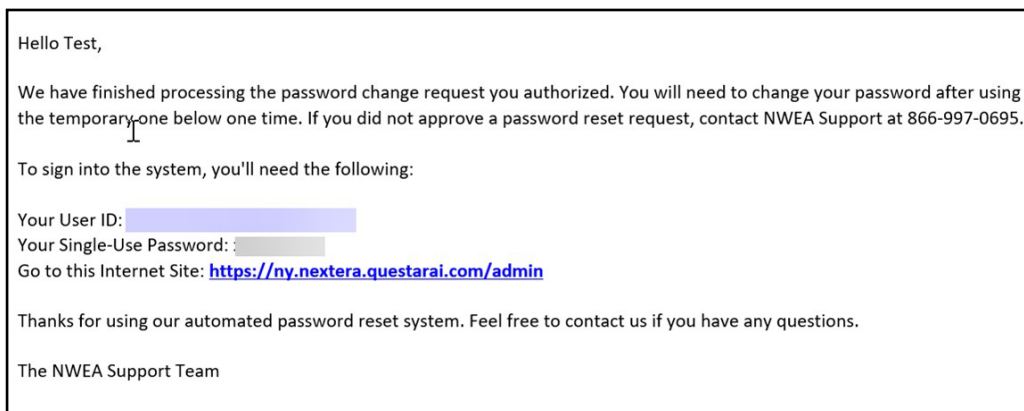 Hello Test,
We have finished processing the password change request you authorized. You will need to change your password after using
the temporary one below one time. If you did not approve a password reset request, contact NWEA Support at 866-997-0695.
To sign into the system, you'll need the following:
Your User ID:
Your Single-Use Password: :
Go to this Internet Site: https://ny.nextera.questarai.com/admin
Thanks for using our automated password reset system. Feel free to contact us if you have any questions.
The NWEA Support Team